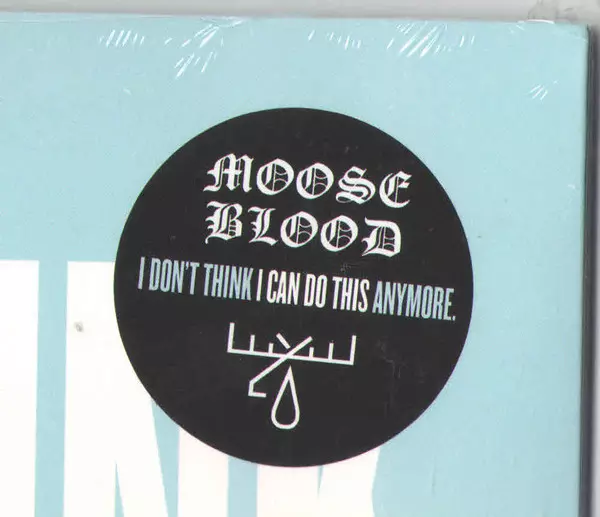 MOOSE
BLOOD
I DON'T THINK I CAN DO THIS ANYMORE.